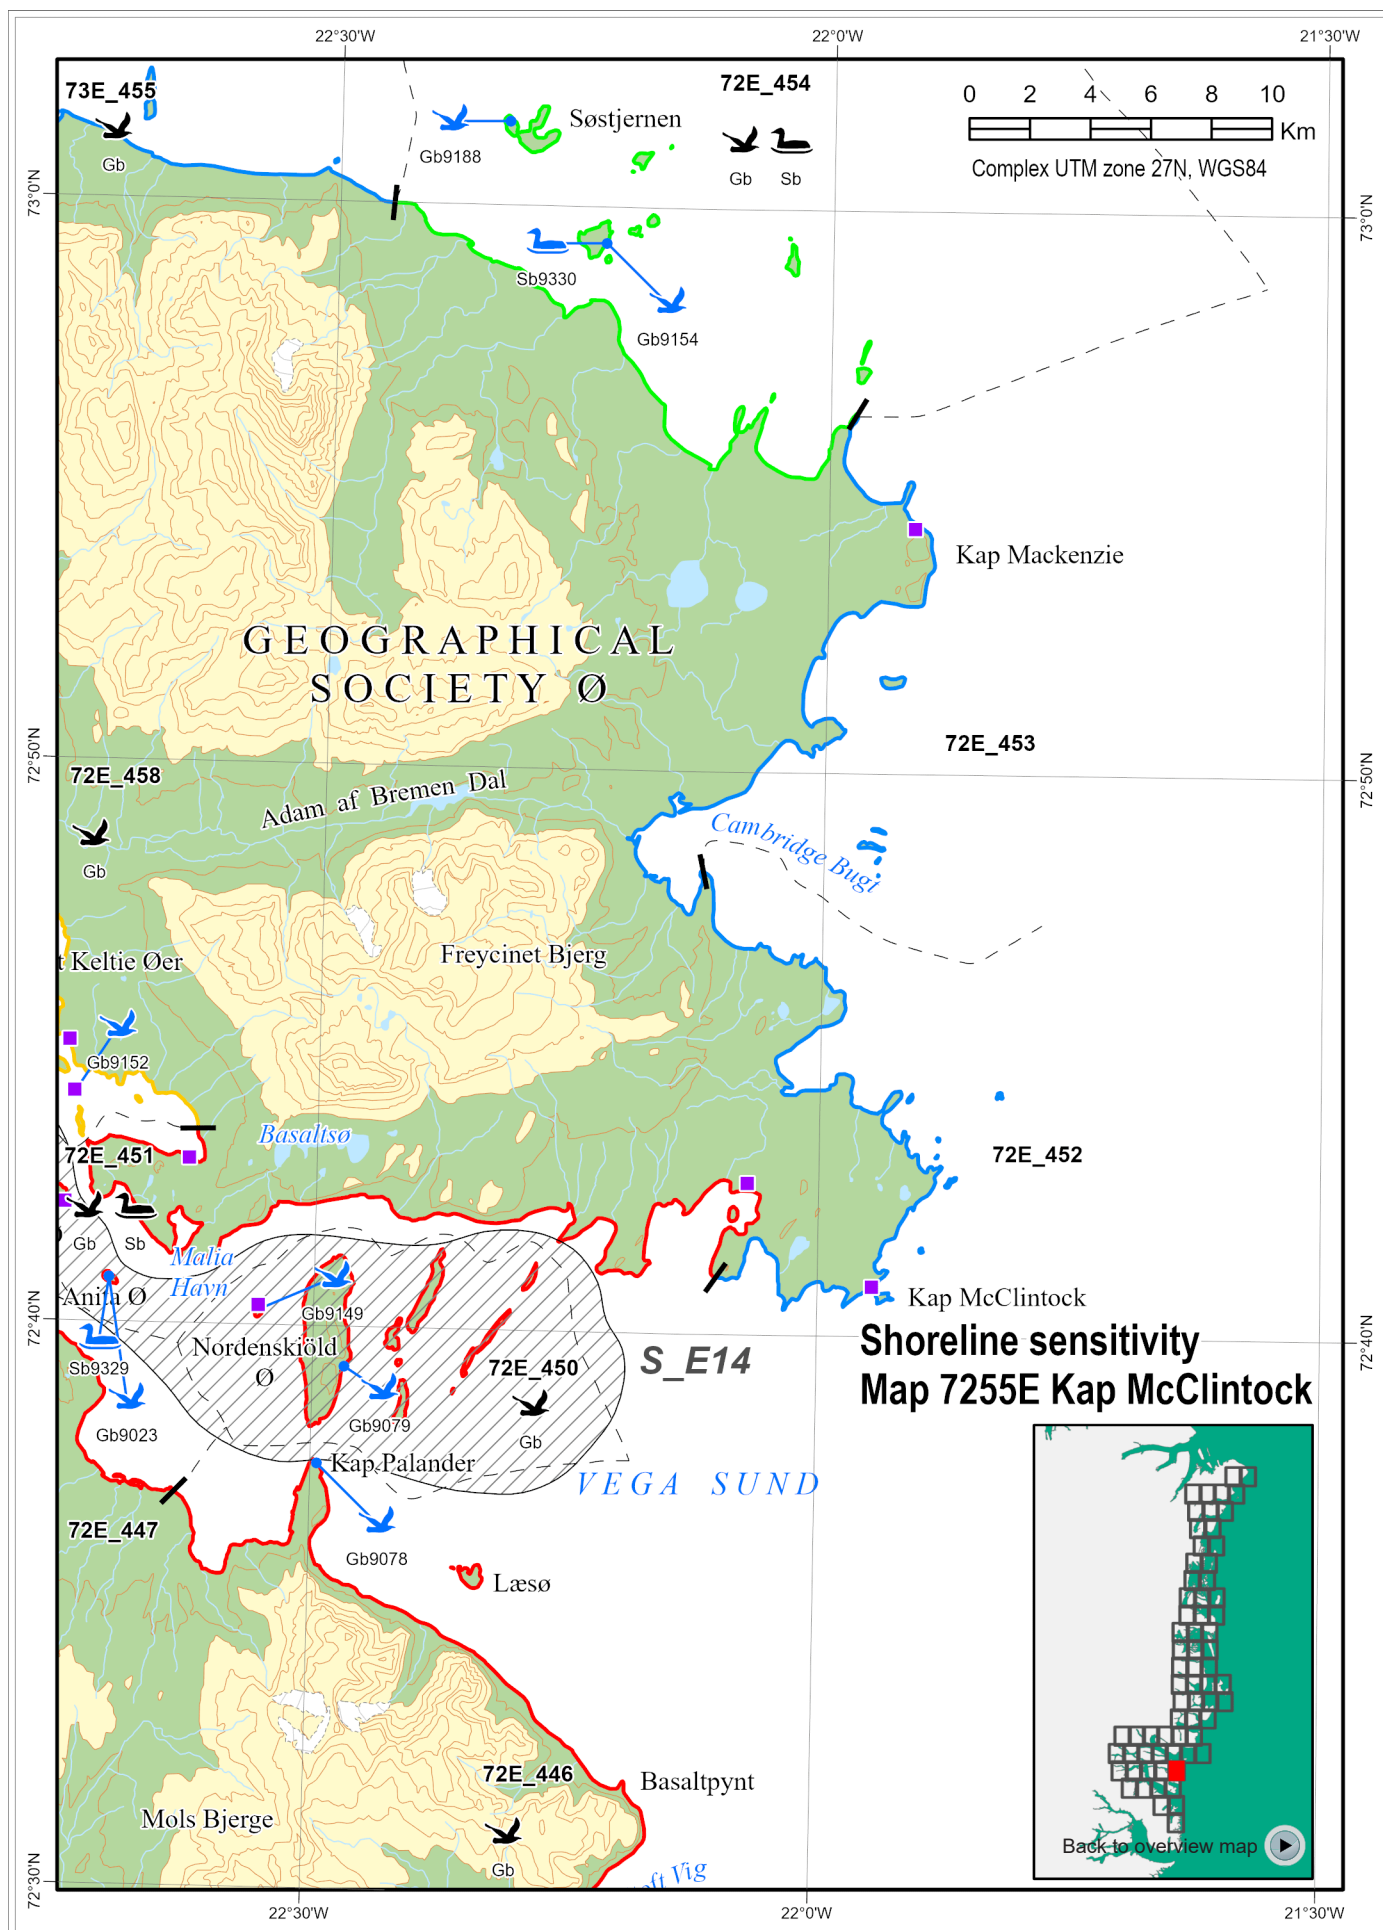 22°30'W
22°0'W
21°30'W
73°0'N
73°0'N
72°50'N
72°50'N
72°40'N
72°40'N
72°30'N
22°30'W
22°0'W
21°30'W
73E_455
Gb
Gb9188
Søstjernen
72E_454
Gb
Sb
0 2 4 6 8 10
Km
Complex UTM zone 27N, WGS84
Sb9330
Gb9154
Kap Mackenzie
GEOGRAPHICAL
SOCIETY Ø
72E_453
72E_458
Gb
Adam af Bremen Dal
Cambridge Bugt
t Keltie Øer
Freycinet Bjerg
Gb9152
Basaltsø
72E_451
Gb
Sb
72E_452
Malia
Havn
Anita Ø
Gb9149
Kap McClintock
Nordenskiöld
Ø
Sb9329
72E_450
Gb
S_E14
Shoreline sensitivity
Map 7255E Kap McClintock
Gb9023
Gb9079
Kap Palander
VEGA SUND
72E_447
Gb9078
Læsø
72E_446
Gb
Basaltpynt
Mols Bjerge
oft Vig
Back to overview map